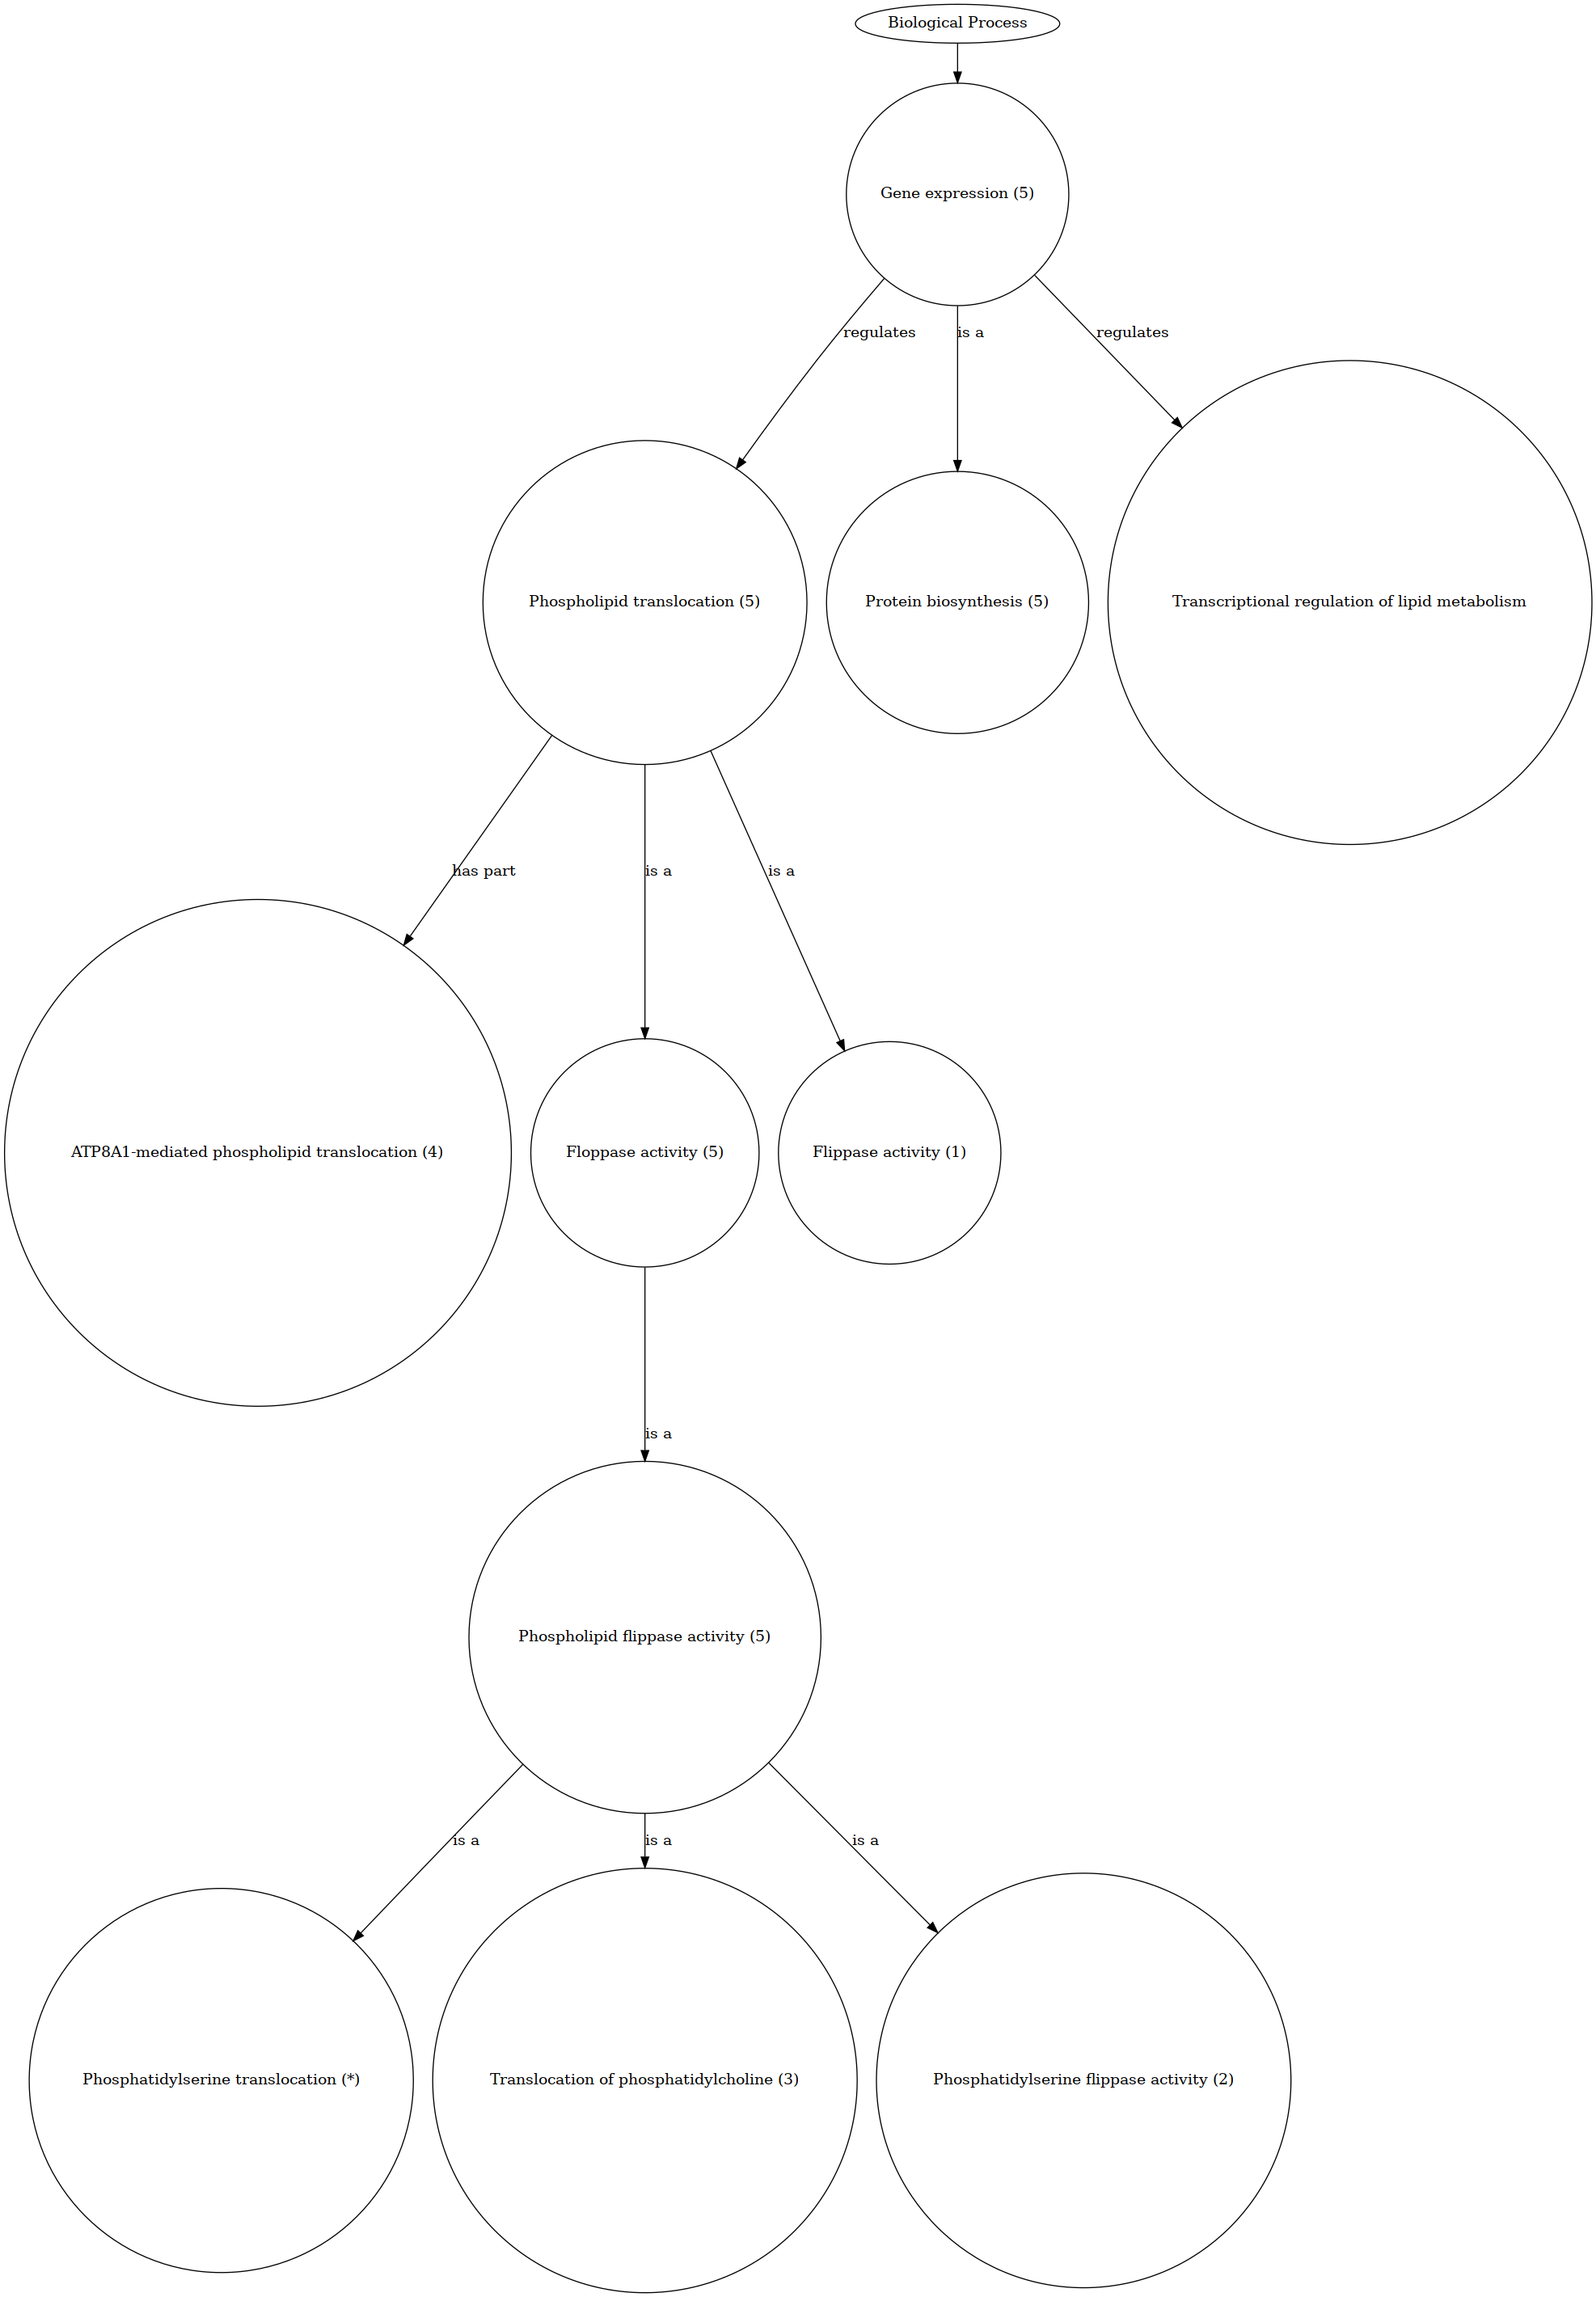 Biological Process
Gene expression (5)
regulates
is a
regulates
Phospholipid translocation (5)
Protein biosynthesis (5)
Transcriptional regulation of lipid metabolism
has part
is a
is a
ATP8A1-mediated phospholipid translocation (4)
Floppase activity (5)
Flippase activity (1)
is a
Phospholipid flippase activity (5)
is a
is a
is a
Phosphatidylserine translocation (*)
Translocation of phosphatidylcholine (3)
Phosphatidylserine flippase activity (2)